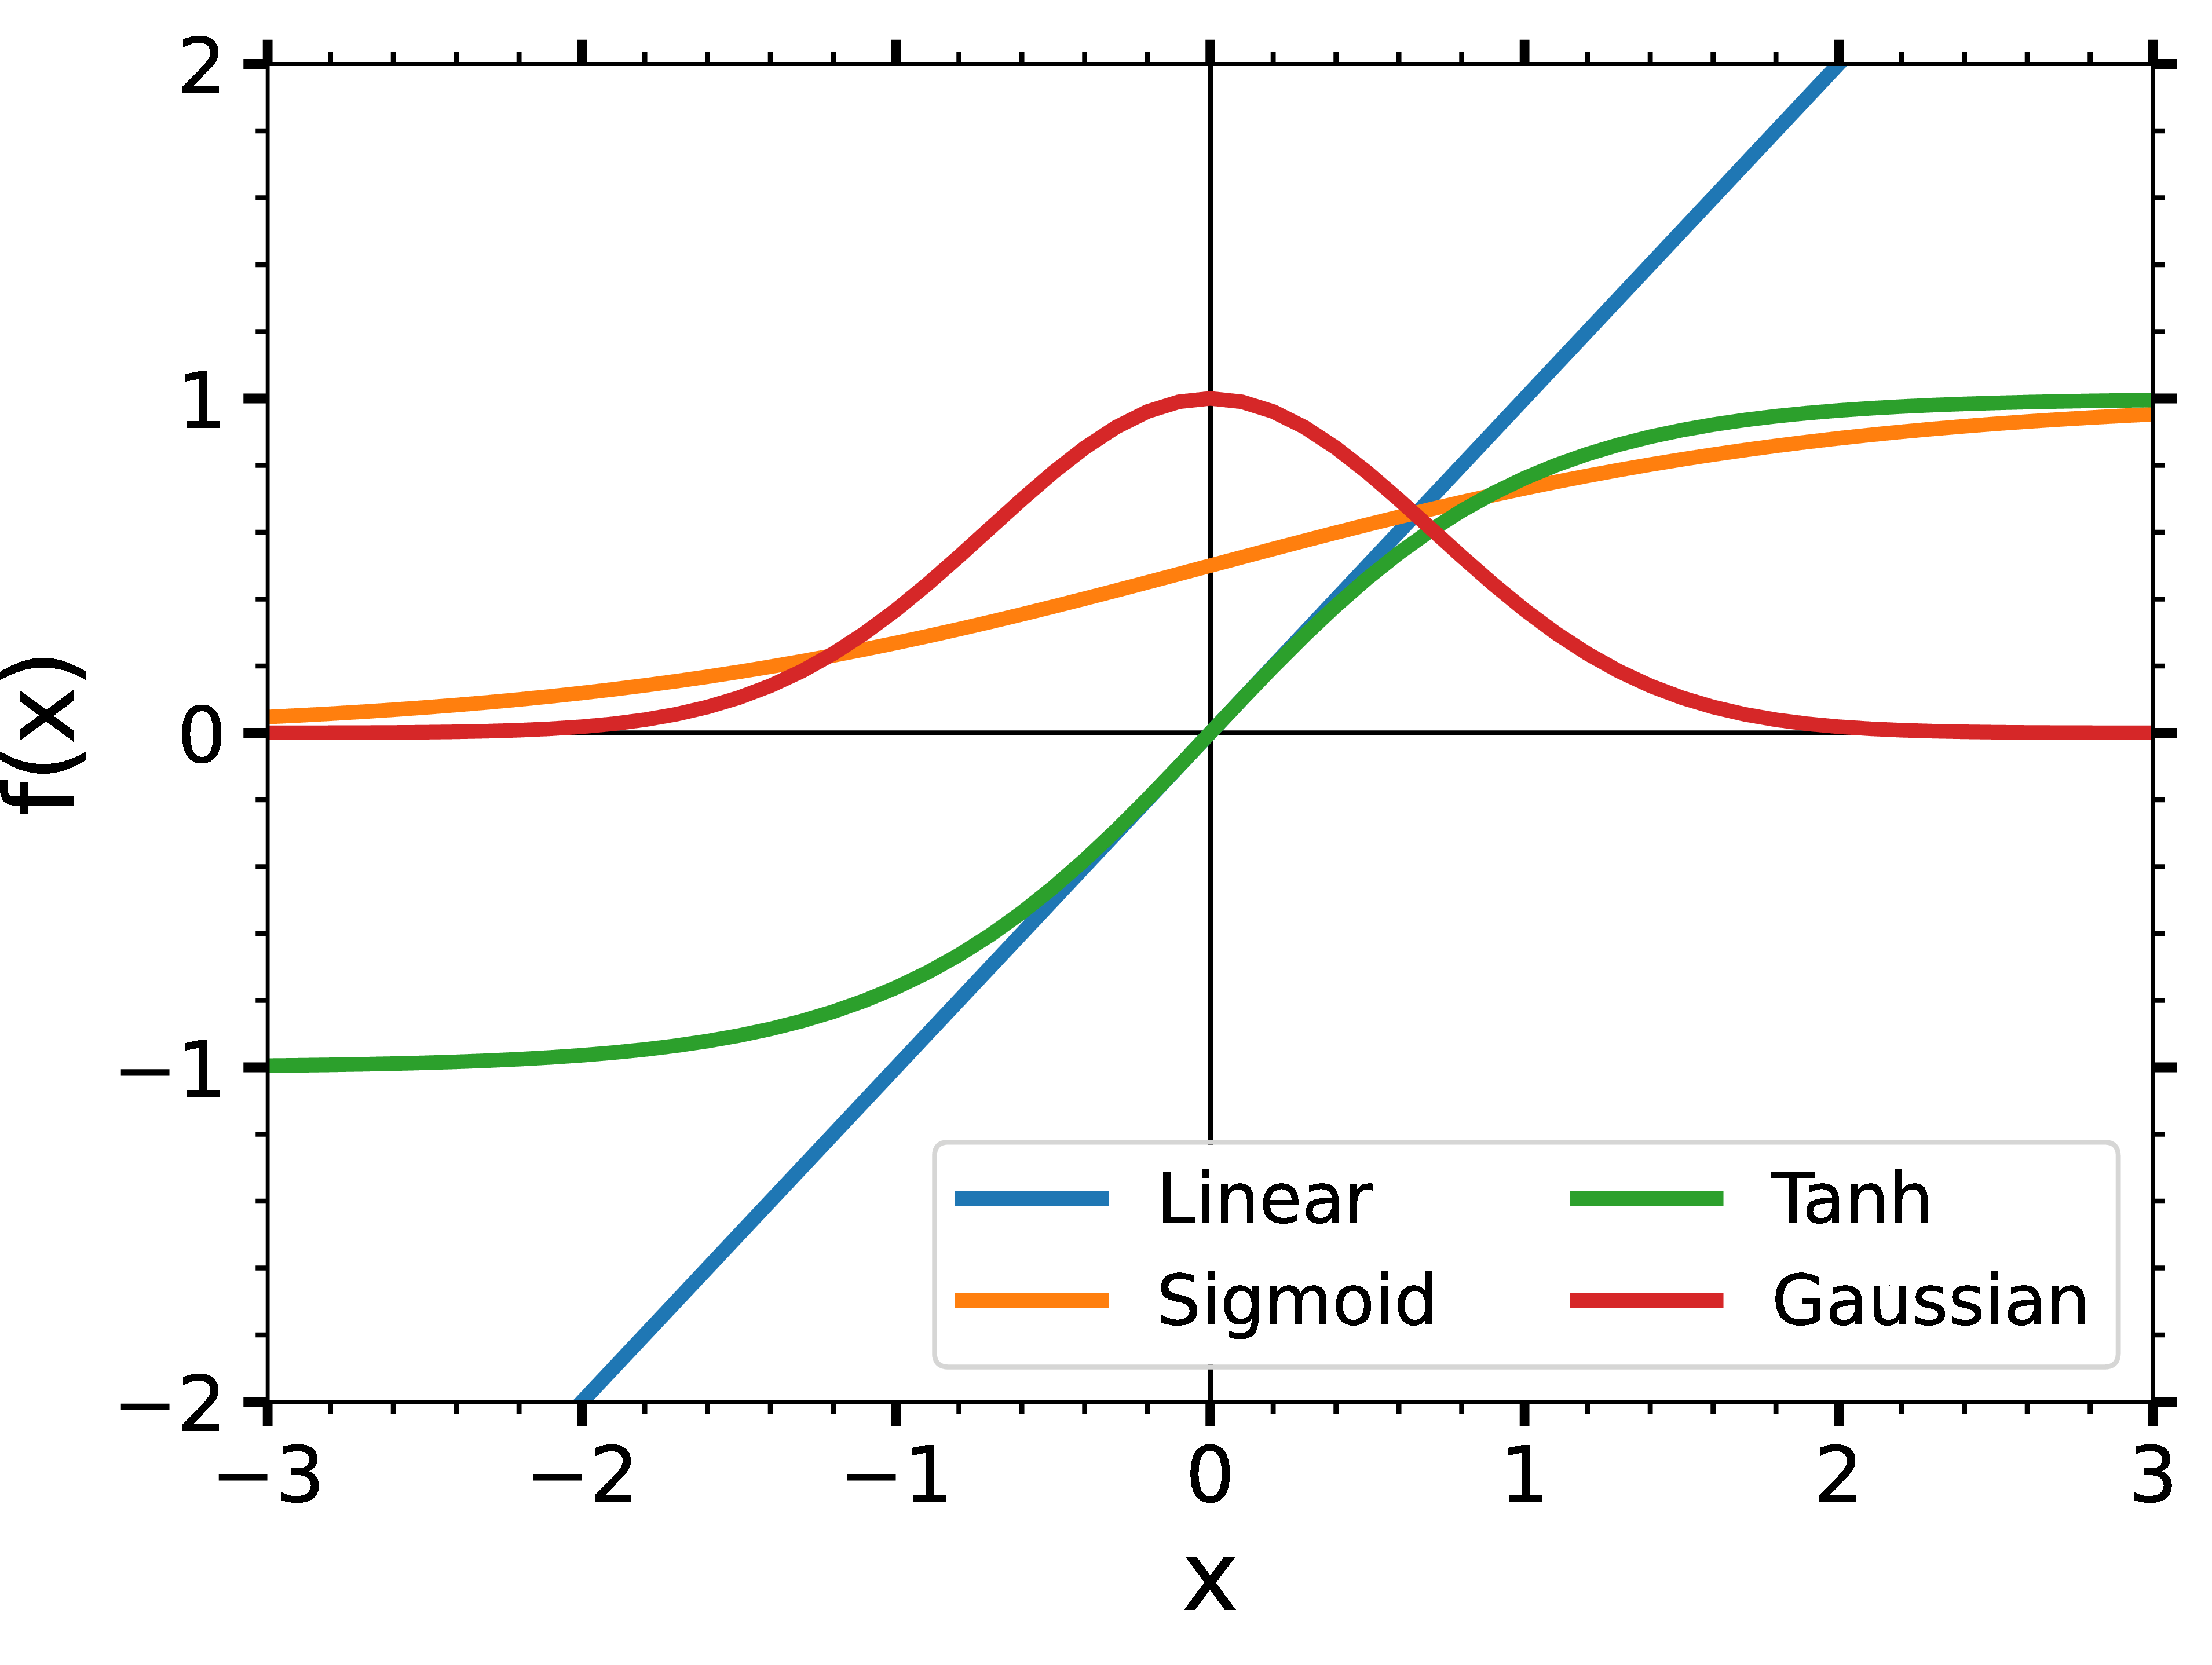 2
1
0
−1
−2
f(x)
Linear
Sigmoid
Tanh
Gaussian
−3 −2 −1 0 1 2 3
x